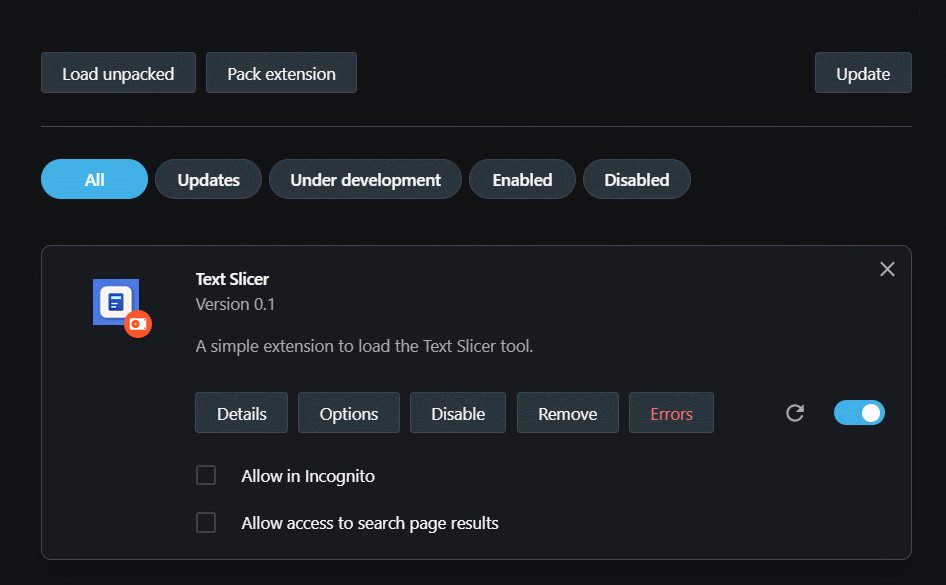 Load unpacked Pack extension Update
All Updates Under development Enabled Disabled
Text Slicer
Version 0.1
A simple extension to load the Text Slicer tool.
Details Options Disable Remove Errors
Allow in Incognito
Allow access to search page results